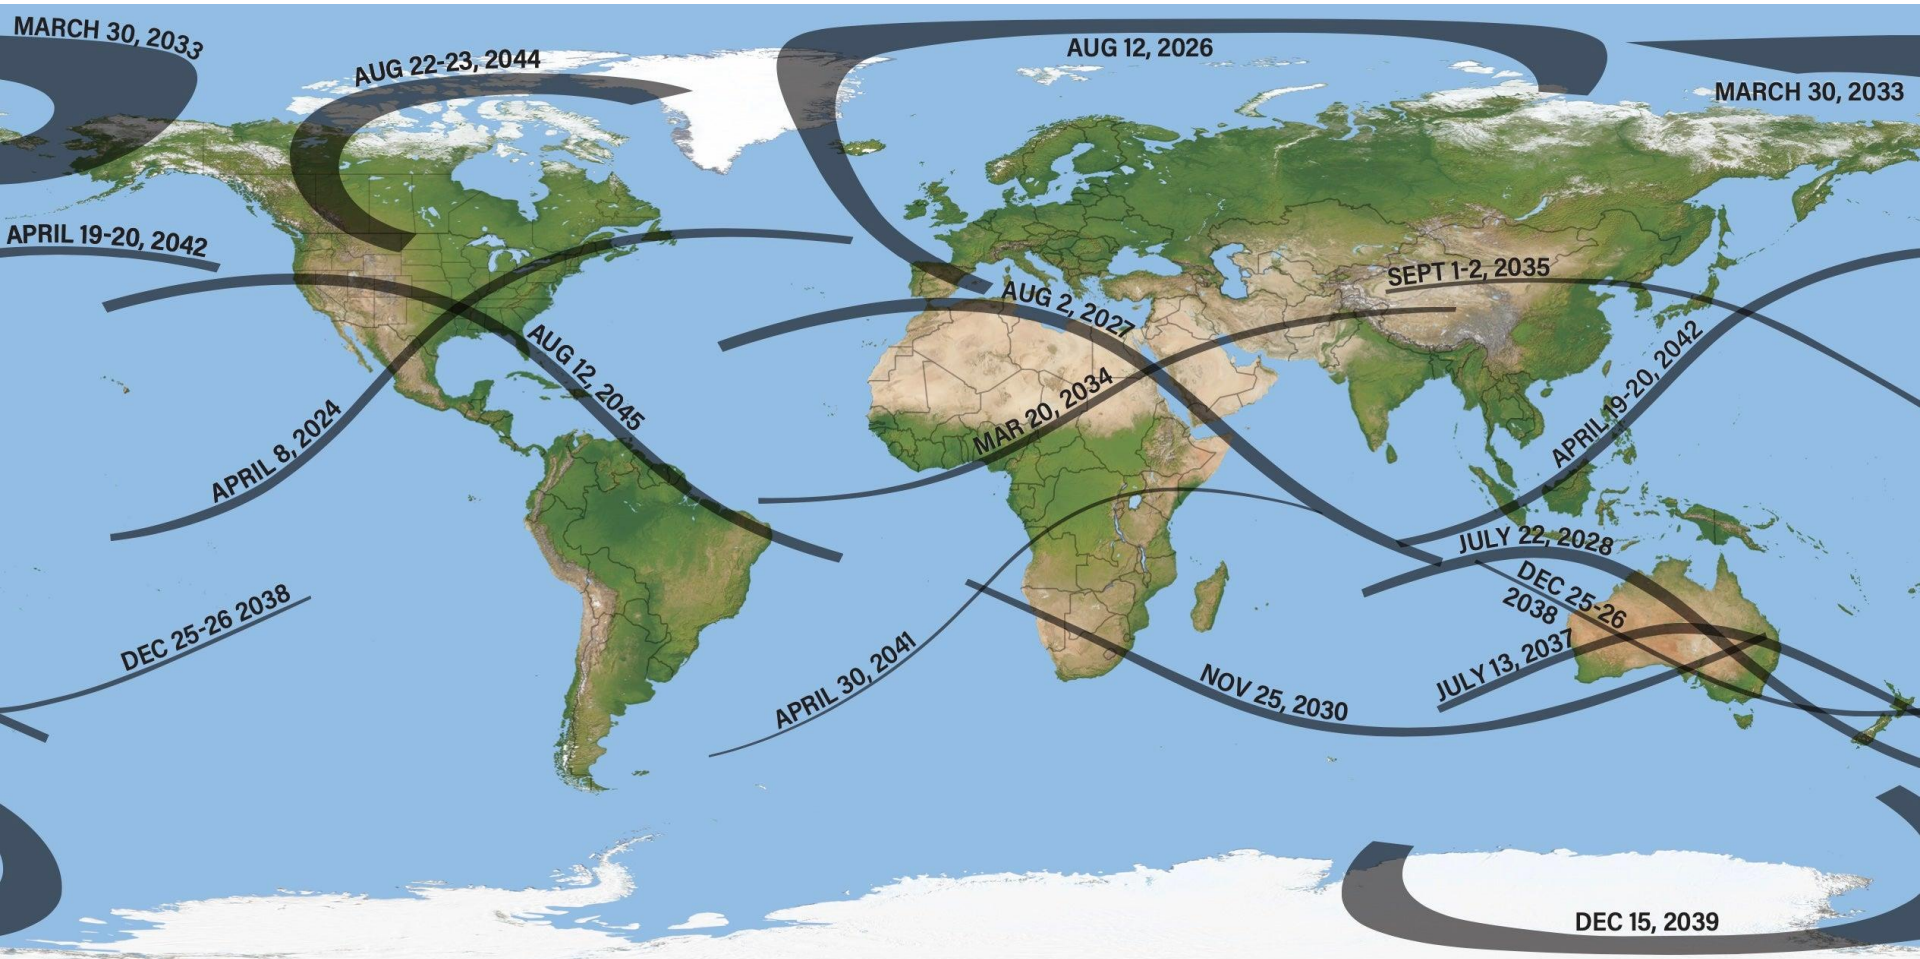 MARCH 30, 2033
AUG 22-23, 2044
AUG 12, 2026
MARCH 30, 2033
APRIL 19-20, 2042
SEPT 1-2, 2035
AUG 2, 2027
AUG 12, 2045
APRIL 19-20, 2042
MAR 20, 2034
APRIL 8, 2024
JULY 22, 2028
DEC 25-26
2038
DEC 25-26 2038
JULY 13, 2037
APRIL 30, 2041
NOV 25, 2030
DEC 15, 2039